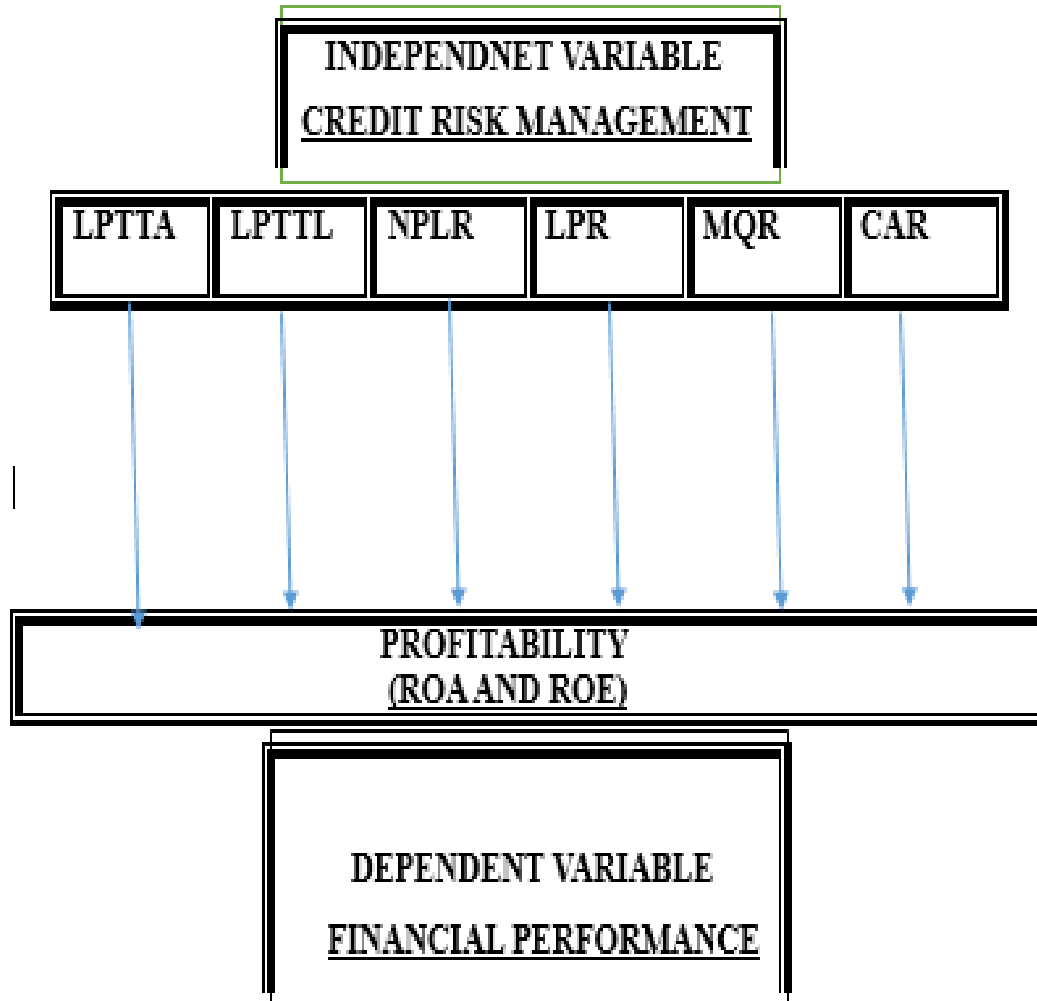 INDEPENDNET VARIABLE
CREDIT RISK MANAGEMENT
LPTTA LPTTL NPLR LPR MQR CAR
PROFITABILITY
(ROA AND ROE)
DEPENDENT VARIABLE
FINANCIAL PERFORMANCE